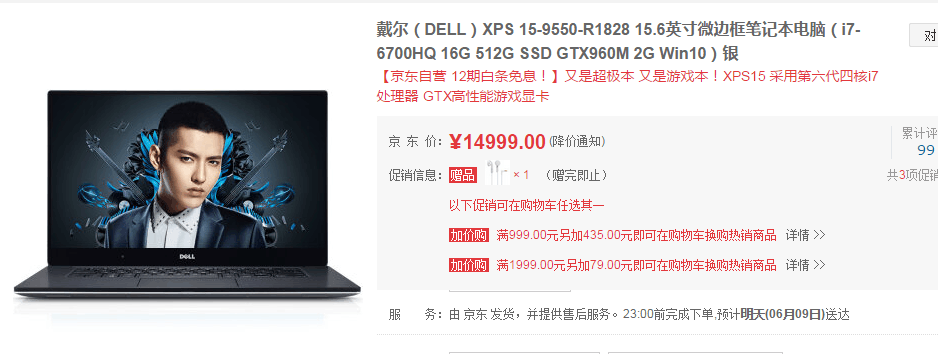 戴尔（DELL）XPS 15-9550-R1828 15.6英寸微边框笔记本电脑（i7-
6700HQ 16G 512G SSD GTX960M 2G Win10）银
对
【京东自营 12期白条免息！】又是超极本 又是游戏本！XPS15 采用第六代四核i7
处理器 GTX高性能游戏显卡
京 东 价： ¥14999.00 (降价通知)
累计评
99
促销信息： 赠品 × 1 （赠完即止）
共3项促销
以下促销可在购物车任选其一
加价购 满999.00元另加435.00元即可在购物车换购热销商品 详情 >>
加价购 满1999.00元另加79.00元即可在购物车换购热销商品 详情 >>
服 务： 由 京东 发货，并提供售后服务。23:00前完成下单,预计明天(06月09日)送达
DELL